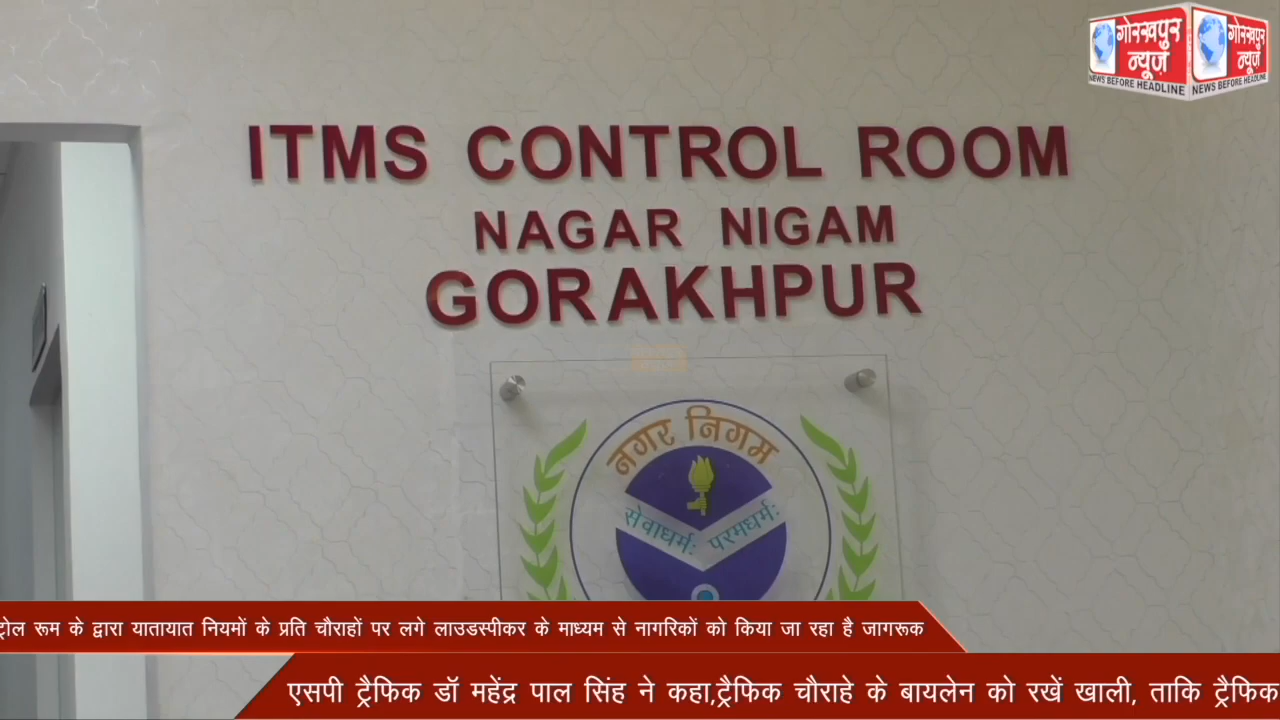 गोरखपुर गोरखपुर
न्यूज़ न्यूज़
NEWS BEFORE HEADLINE NEWS BEFORE HEADLINE
ITMS CONTROL ROOM
NAGAR NIGAM
GORAKHPUR
नगर निगम
सेवाधर्मः परमधर्मः
रूम के द्वारा यातायात नियमों के प्रति चौराहों पर लगे लाउडस्पीकर के माध्यम से नागरिकों को किया जा रहा है जागरूक
एसपी ट्रैफिक डॉ महेंद्र पाल सिंह ने कहा,ट्रैफिक चौराहे के बायलेन को रखें खाली, ताकि ट्रैफिक